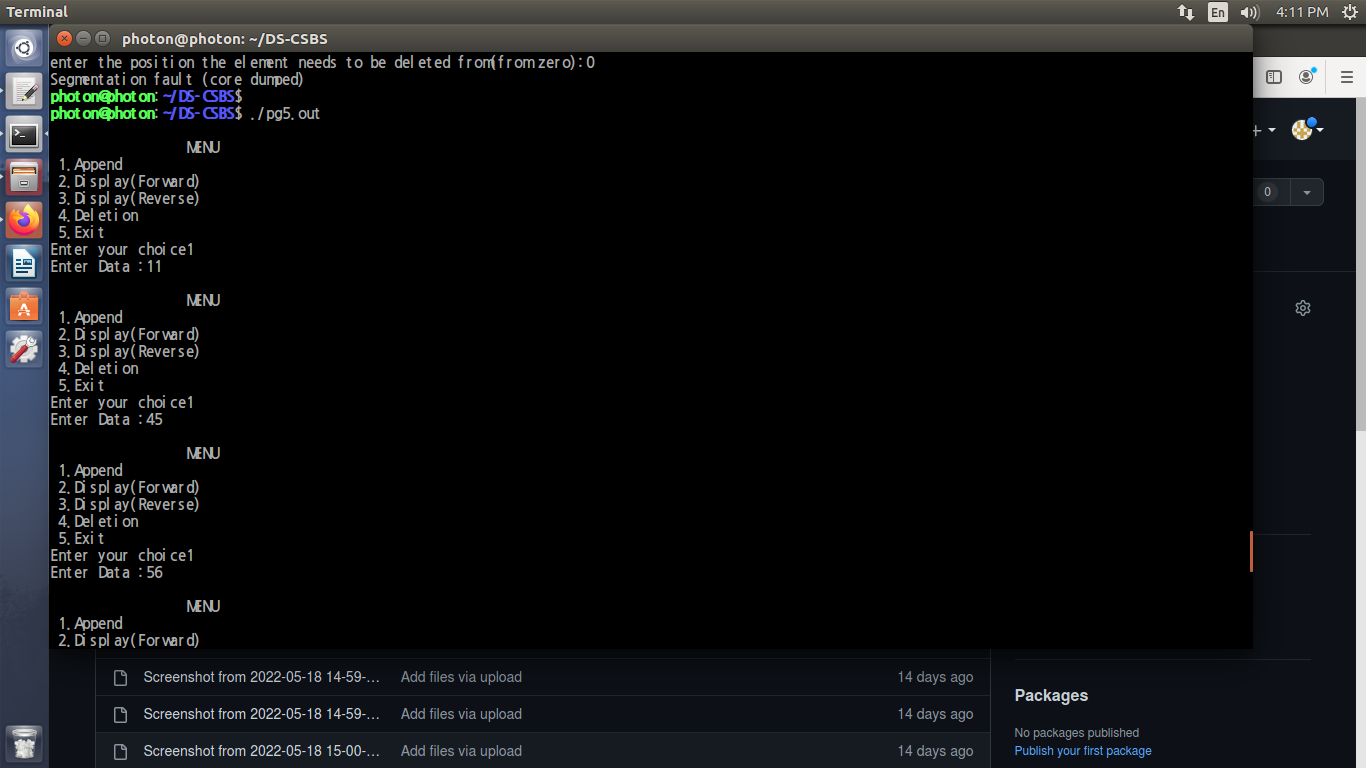 Terminal
En
4:11 PM
photon@photon: ~/DS-CSBS
enter the position the element needs to be deleted from(from zero):0
Segmentation fault (core dumped)
photon@photon:~/DS-CSBS$
photon@photon:~/DS-CSBS$ ./pg5.out
MENU
1.Append
2.Display(Forward)
3.Display(Reverse)
4.Deletion
5.Exit
Enter your choice1
Enter Data :11
MENU
1.Append
2.Display(Forward)
3.Display(Reverse)
4.Deletion
5.Exit
Enter your choice1
Enter Data :45
MENU
1.Append
2.Display(Forward)
3.Display(Reverse)
4.Deletion
5.Exit
Enter your choice1
Enter Data :56
MENU
1.Append
2.Display(Forward)
0
Screenshot from 2022-05-18 14-59-... Add files via upload 14 days ago
Screenshot from 2022-05-18 14-59-... Add files via upload 14 days ago
Screenshot from 2022-05-18 15-00-... Add files via upload 14 days ago
Packages
No packages published
Publish your first package